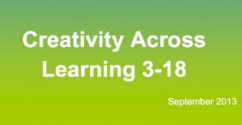 Creativity Across
Learning 3-18
September 2013